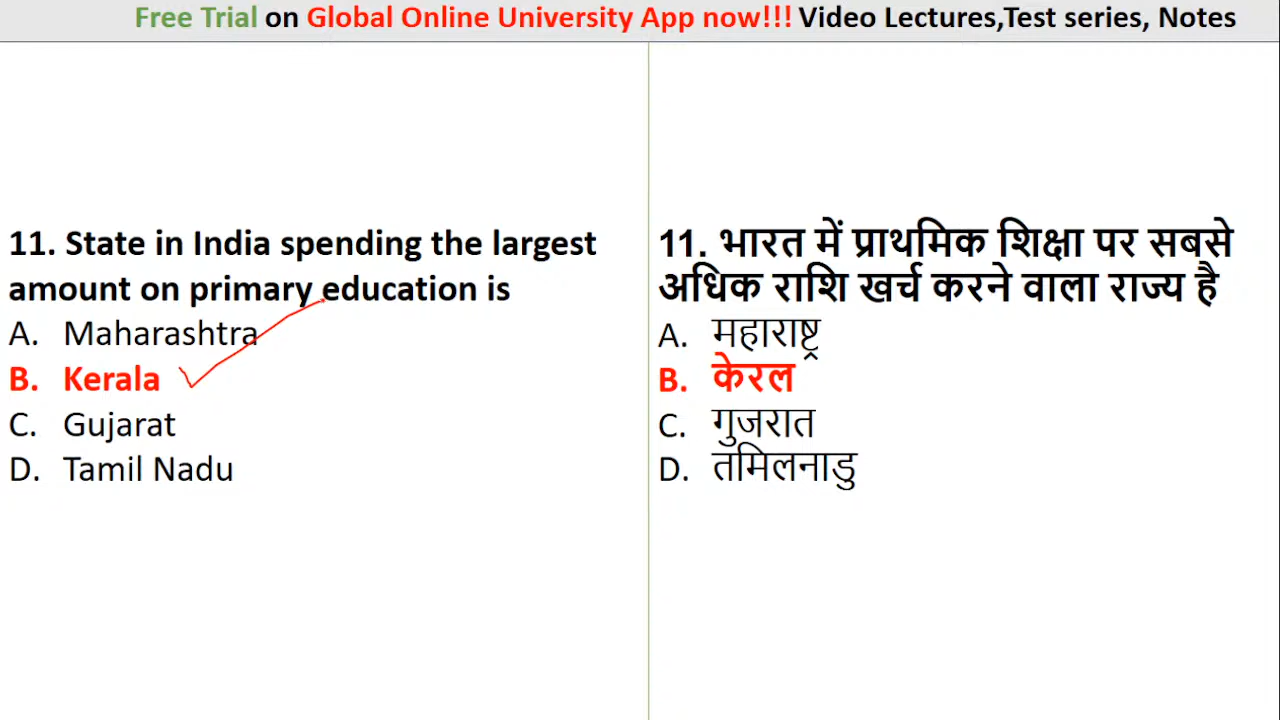 Free Trial on Global Online University App now!!! Video Lectures,Test series, Notes
11. State in India spending the largest
amount on primary education is
A. Maharashtra
B. Kerala
C. Gujarat
D. Tamil Nadu
11. भारत में प्राथमिक शिक्षा पर सबसे
अधिक राशि खर्च करने वाला राज्य है
A. महाराष्ट्र
B. केरल
C. गुजरात
D. तमिलनाडु